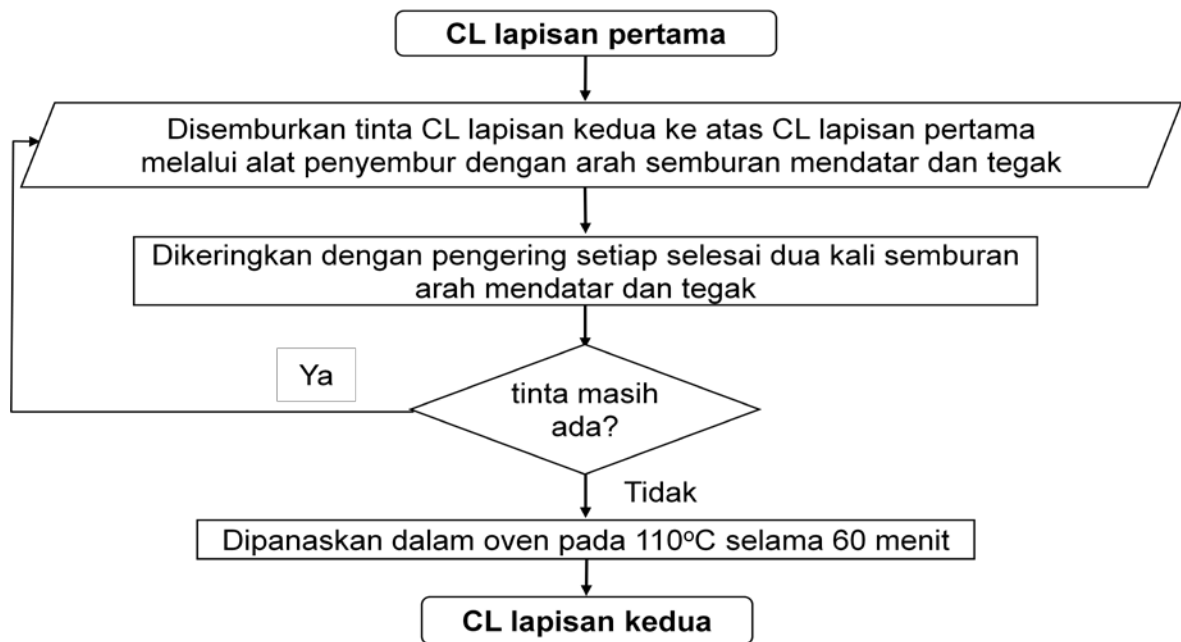 CL lapisan pertama
Disemburkan tinta CL lapisan kedua ke atas CL lapisan pertama
melalui alat penyembur dengan arah semburan mendatar dan tegak
Dikeringkan dengan pengering setiap selesai dua kali semburan
arah mendatar dan tegak
Ya
tinta masih
ada?
Tidak
Dipanaskan dalam oven pada 110°C selama 60 menit
CL lapisan kedua